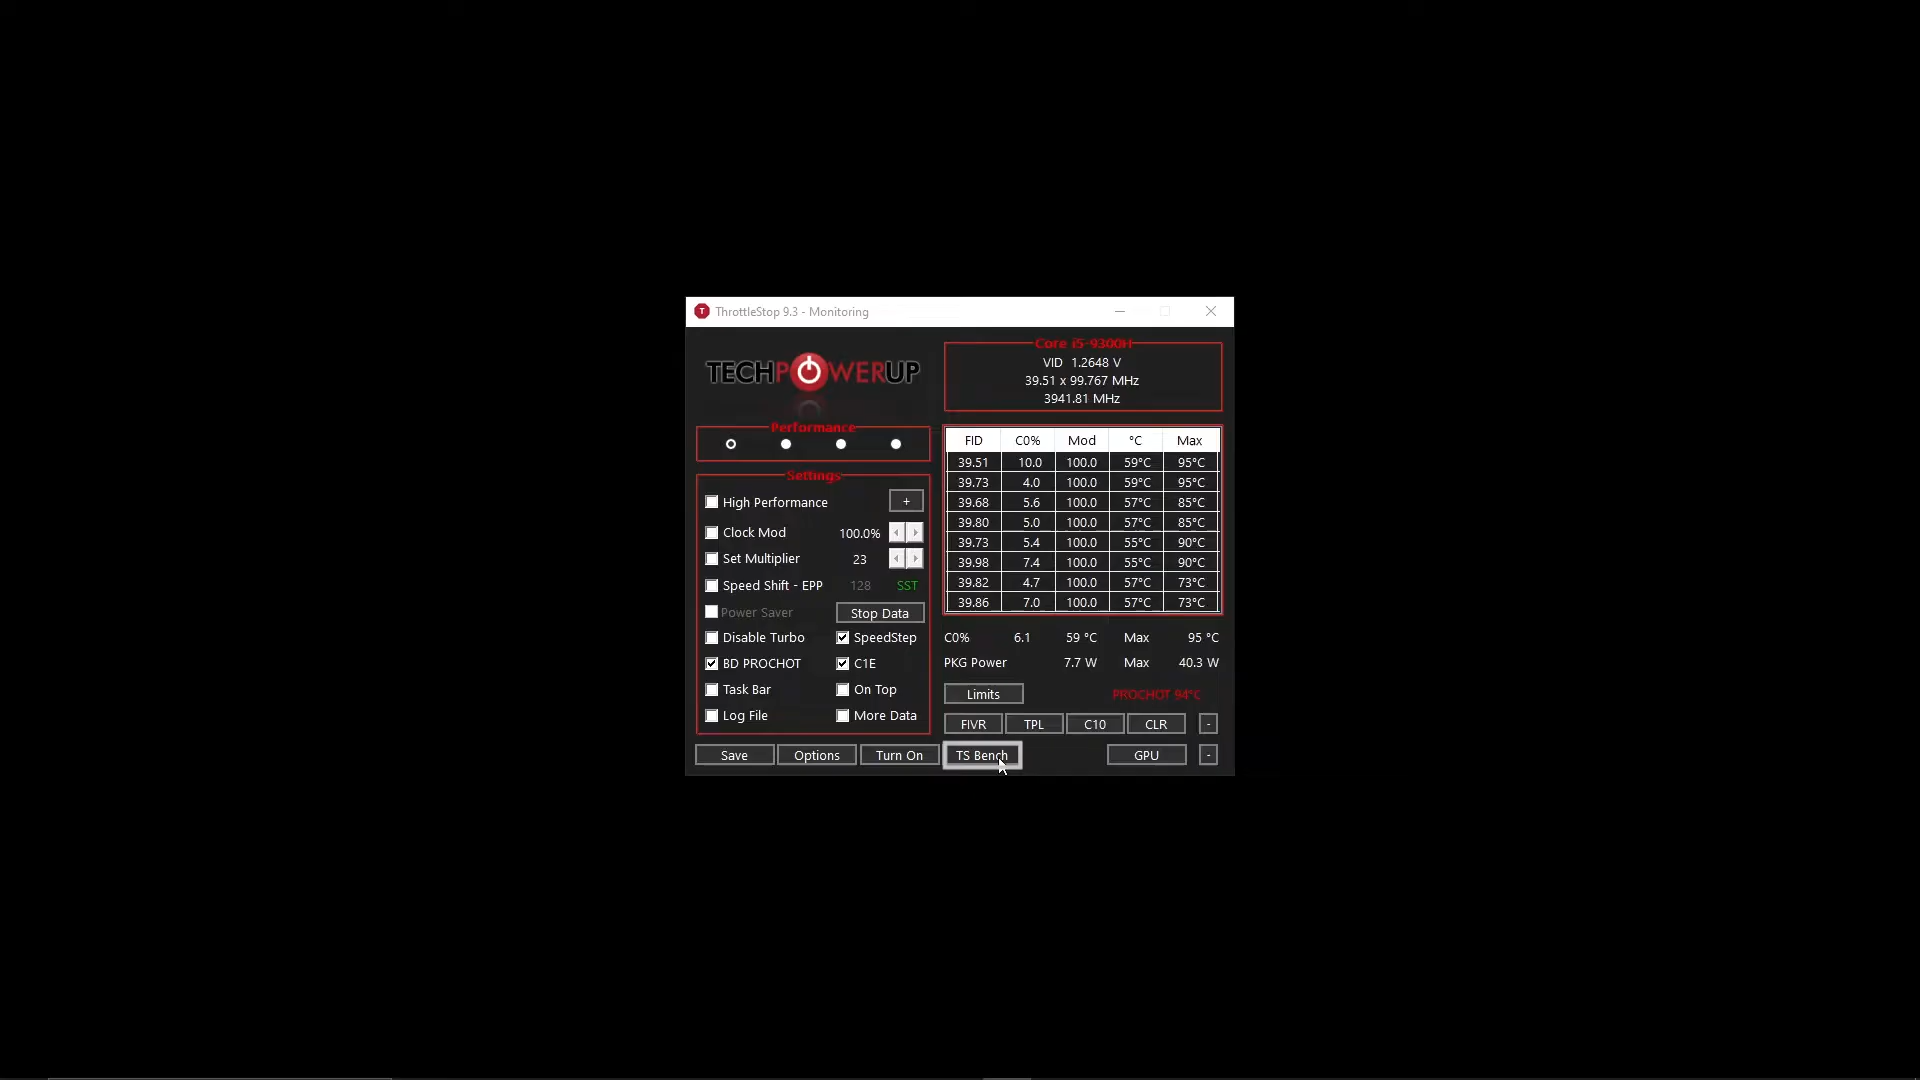 ThrottleStop 9.3 - Monitoring
TECHPOWERUP
Core i5-9300H
VID 1.2648 V
39.51 x 99.767 MHz
3941.81 MHz
Performance
Settings
High Performance +
Clock Mod 100.0%
Set Multiplier 23
Speed Shift - EPP 128 SST
Power Saver Stop Data
Disable Turbo SpeedStep
BD PROCHOT C1E
Task Bar On Top
Log File More Data
FID C0% Mod °C Max
39.51 10.0 100.0 59°C 95°C
39.73 4.0 100.0 59°C 95°C
39.68 5.6 100.0 57°C 85°C
39.80 5.0 100.0 57°C 85°C
39.73 5.4 100.0 55°C 90°C
39.98 7.4 100.0 55°C 90°C
39.82 4.7 100.0 57°C 73°C
39.86 7.0 100.0 57°C 73°C
C0% 6.1 59 °C Max 95 °C
PKG Power 7.7 W Max 40.3 W
Limits PROCHOT 94°C
FIVR TPL C10 CLR -
Save Options Turn On TS Bench GPU -